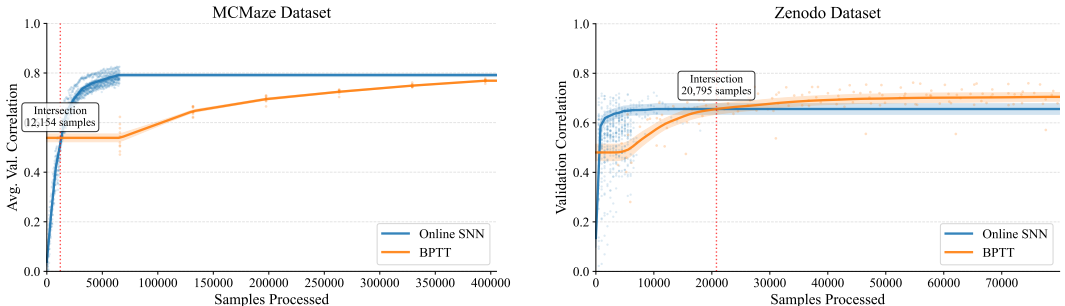 MCMaze Dataset
Avg. Val. Correlation
1.0
0.8
0.6
0.4
0.2
0.0
Intersection
12,154 samples
Online SNN
BPTT
0 50000 100000 150000 200000 250000 300000 350000 400000
Samples Processed
Zenodo Dataset
Validation Correlation
1.0
0.8
0.6
0.4
0.2
0.0
Intersection
20,795 samples
Online SNN
BPTT
0 10000 20000 30000 40000 50000 60000 70000
Samples Processed